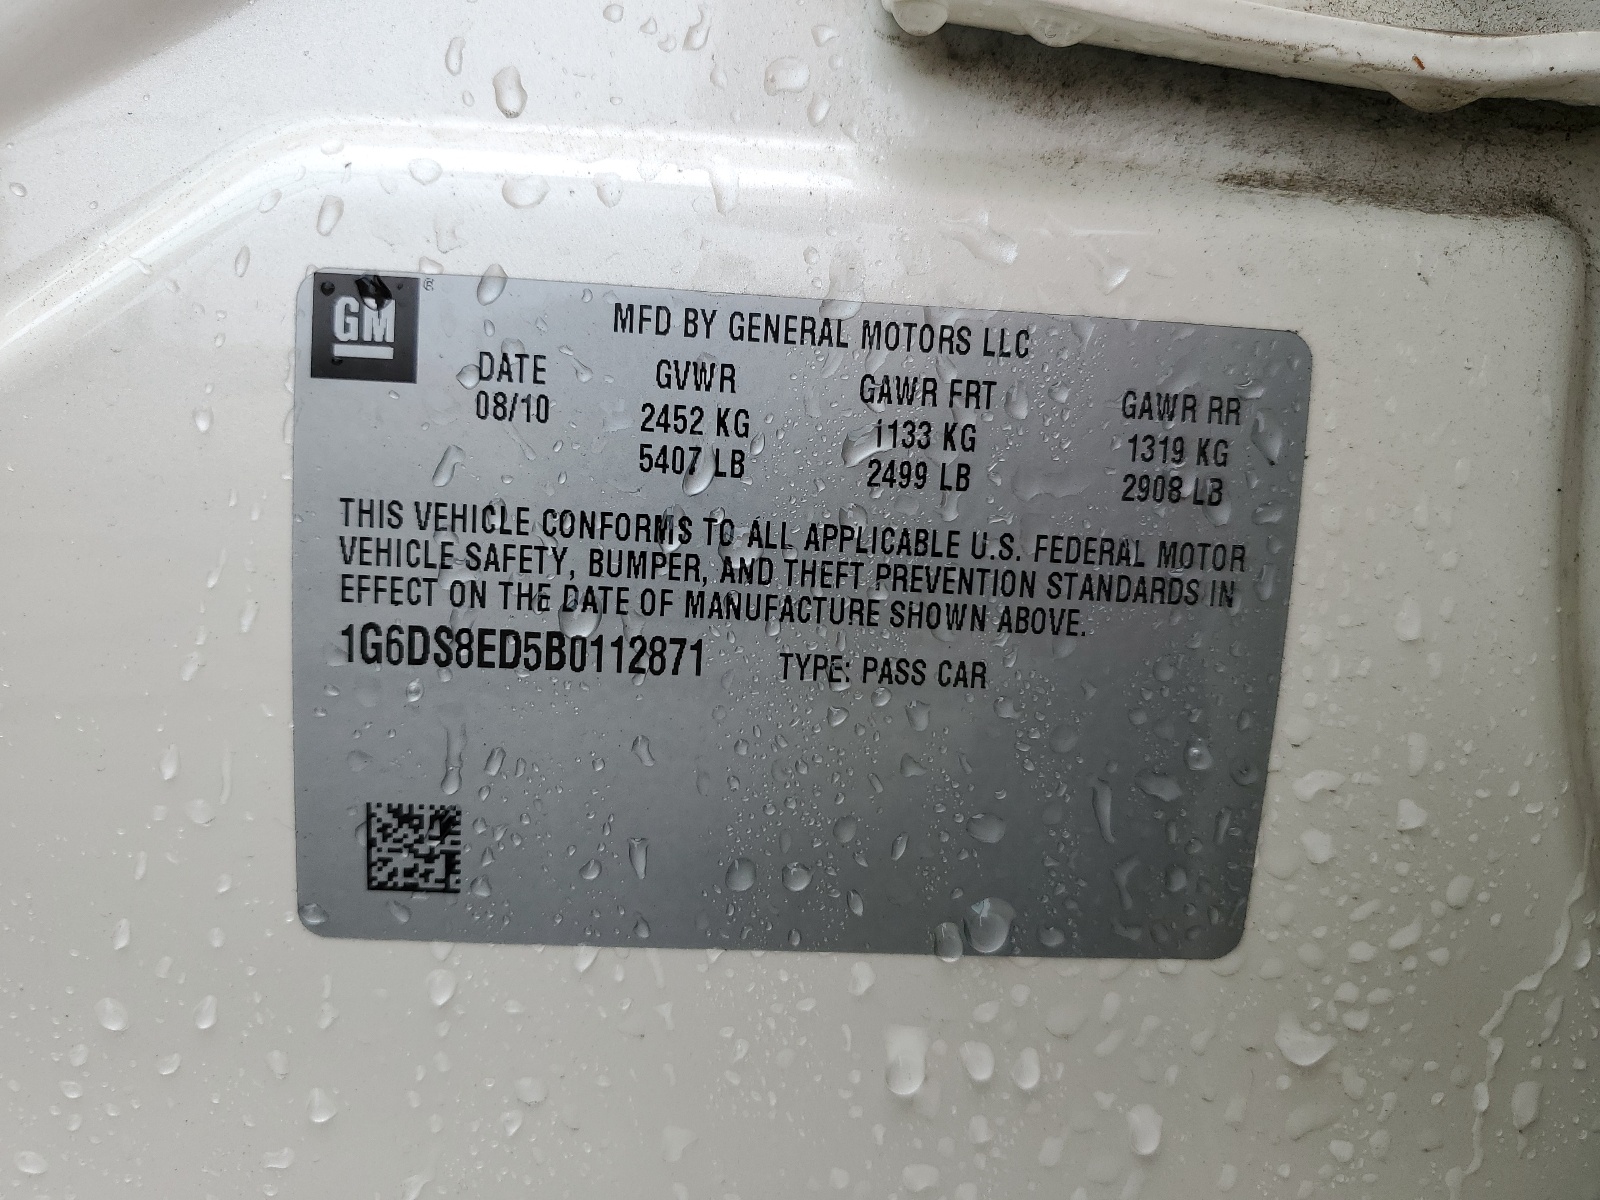 GM ®
MFD BY GENERAL MOTORS LLC
DATE GVWR GAWR FRT GAWR RR
08/10 2452 KG 1133 KG 1319 KG
5407 LB 2499 LB 2908 LB
THIS VEHICLE CONFORMS TO ALL APPLICABLE U.S. FEDERAL MOTOR
VEHICLE SAFETY, BUMPER, AND THEFT PREVENTION STANDARDS IN
EFFECT ON THE DATE OF MANUFACTURE SHOWN ABOVE.
1G6DS8ED5B0112871 TYPE: PASS CAR